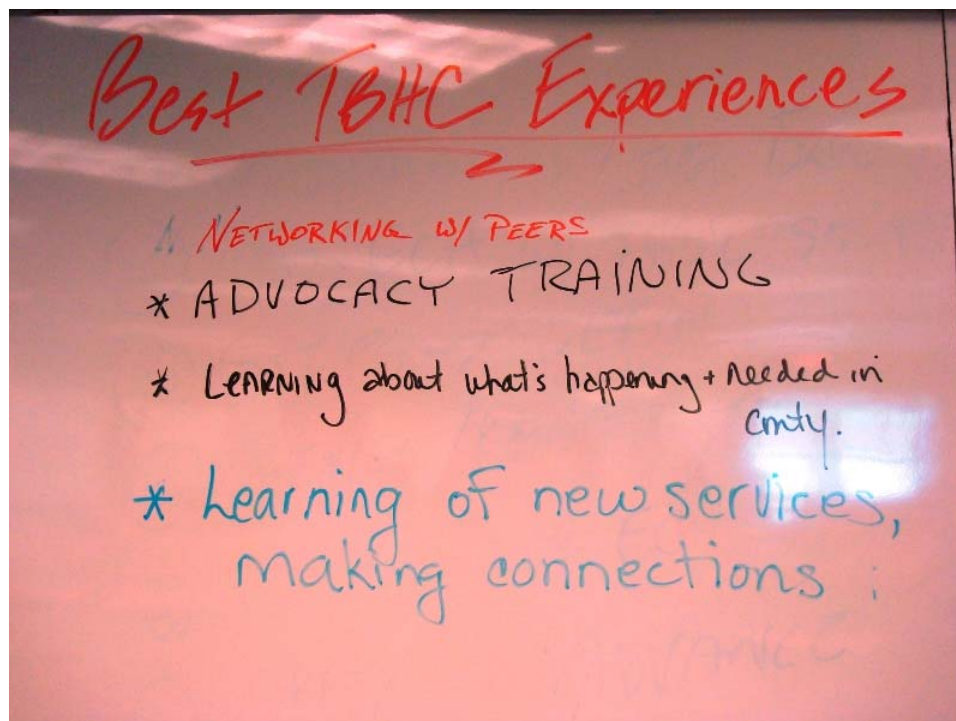 Best TBHC Experiences
NETWORKING W/ PEERS
* ADVOCACY TRAINING
* LEARNING about what's happening + needed in
cmty.
* Learning of new services,
making connections